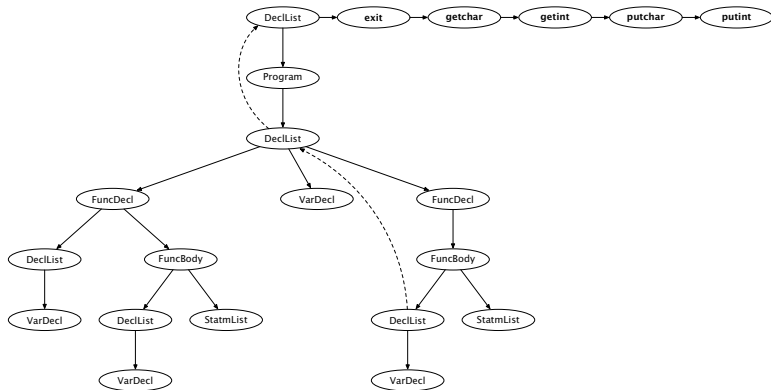 DeclList exit getchar getint putchar putint
Program
DeclList
FuncDecl VarDecl FuncDecl
DeclList FuncBody FuncBody
VarDecl DeclList StatmList DeclList StatmList
VarDecl VarDecl